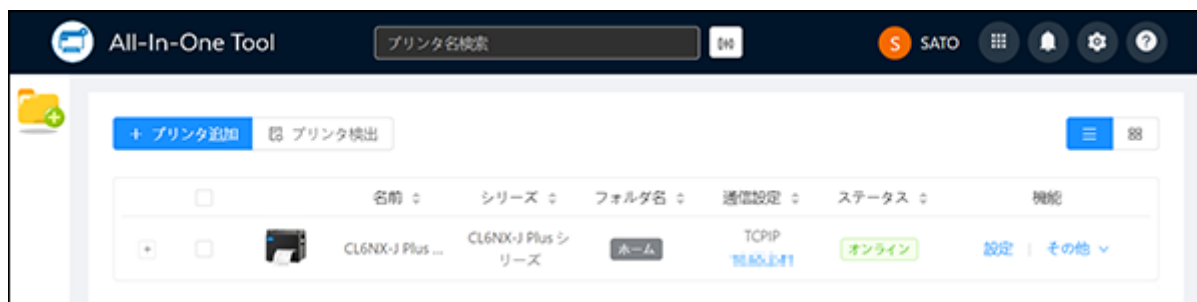 All-In-One Tool
プリンタ名検索
S SATO
+ プリンタ追加
プリンタ検出
名前 シリーズ フォルダ名 通信設定 ステータス 機能
CL6NX-J Plus ...
CL6NX-J Plus シ
リーズ
ホーム
TCPIP
オンライン
設定 | その他